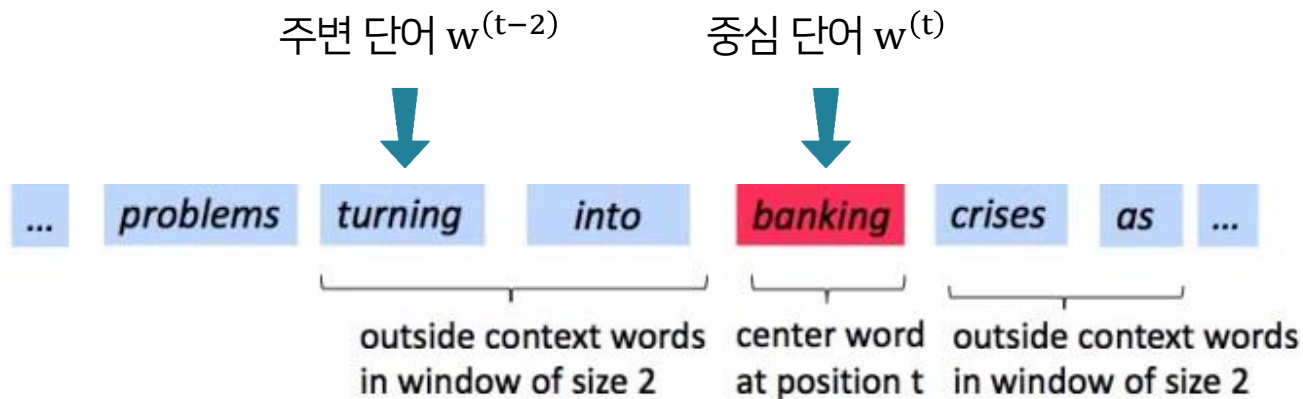 주변 단어 w^(t−2) 중심 단어 w^(t)
... problems turning into banking crises as ...
outside context words center word outside context words
in window of size 2 at position t in window of size 2